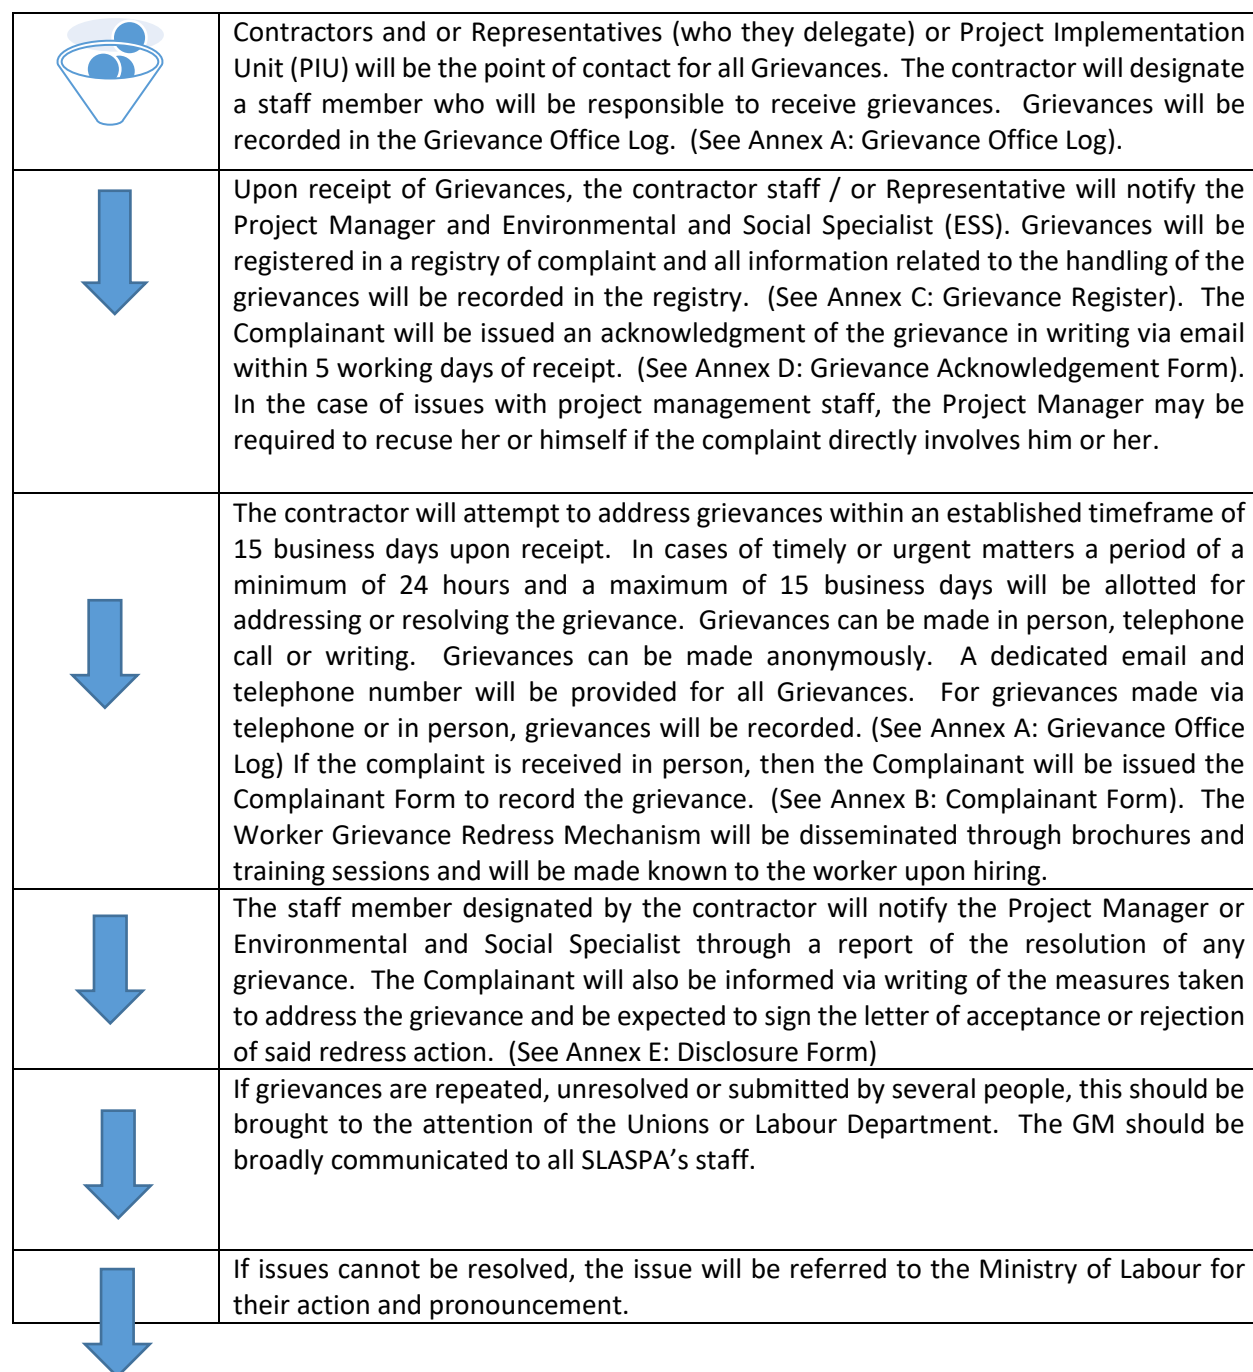 Contractors and or Representatives (who they delegate) or Project Implementation
Unit (PIU) will be the point of contact for all Grievances. The contractor will designate
a staff member who will be responsible to receive grievances. Grievances will be
recorded in the Grievance Office Log. (See Annex A: Grievance Office Log).
Upon receipt of Grievances, the contractor staff / or Representative will notify the
Project Manager and Environmental and Social Specialist (ESS). Grievances will be
registered in a registry of complaint and all information related to the handling of the
grievances will be recorded in the registry. (See Annex C: Grievance Register). The
Complainant will be issued an acknowledgment of the grievance in writing via email
within 5 working days of receipt. (See Annex D: Grievance Acknowledgement Form).
In the case of issues with project management staff, the Project Manager may be
required to recuse her or himself if the complaint directly involves him or her.
The contractor will attempt to address grievances within an established timeframe of
15 business days upon receipt. In cases of timely or urgent matters a period of a
minimum of 24 hours and a maximum of 15 business days will be allotted for
addressing or resolving the grievance. Grievances can be made in person, telephone
call or writing. Grievances can be made anonymously. A dedicated email and
telephone number will be provided for all Grievances. For grievances made via
telephone or in person, grievances will be recorded. (See Annex A: Grievance Office
Log) If the complaint is received in person, then the Complainant will be issued the
Complainant Form to record the grievance. (See Annex B: Complainant Form). The
Worker Grievance Redress Mechanism will be disseminated through brochures and
training sessions and will be made known to the worker upon hiring.
The staff member designated by the contractor will notify the Project Manager or
Environmental and Social Specialist through a report of the resolution of any
grievance. The Complainant will also be informed via writing of the measures taken
to address the grievance and be expected to sign the letter of acceptance or rejection
of said redress action. (See Annex E: Disclosure Form)
If grievances are repeated, unresolved or submitted by several people, this should be
brought to the attention of the Unions or Labour Department. The GM should be
broadly communicated to all SLASPA’s staff.
If issues cannot be resolved, the issue will be referred to the Ministry of Labour for
their action and pronouncement.